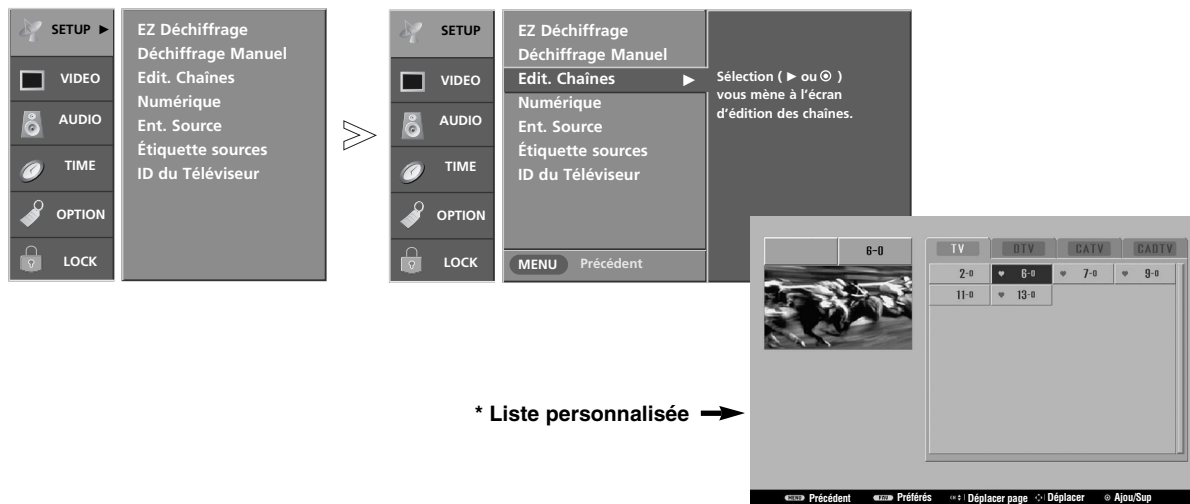 SETUP ►
VIDEO
AUDIO
TIME
OPTION
LOCK
EZ Déchiffrage
Déchiffrage Manuel
Edit. Chaînes
Numérique
Ent. Source
Étiquette sources
ID du Téléviseur
SETUP
VIDEO
AUDIO
TIME
OPTION
LOCK
EZ Déchiffrage
Déchiffrage Manuel
Edit. Chaînes ►
Numérique
Ent. Source
Étiquette sources
ID du Téléviseur
MENU Précédent
Sélection ( ► ou ⊙ )
vous mène à l'écran
d'édition des chaînes.
6-0
TV DTV CATV CADTV
2-0 ♥ 6-0 ♥ 7-0 ♥ 9-0
11-0 ♥ 13-0
* Liste personnalisée
MENU Précédent FAV Préférés CH Déplacer page Déplacer ⊙ Ajou/Sup